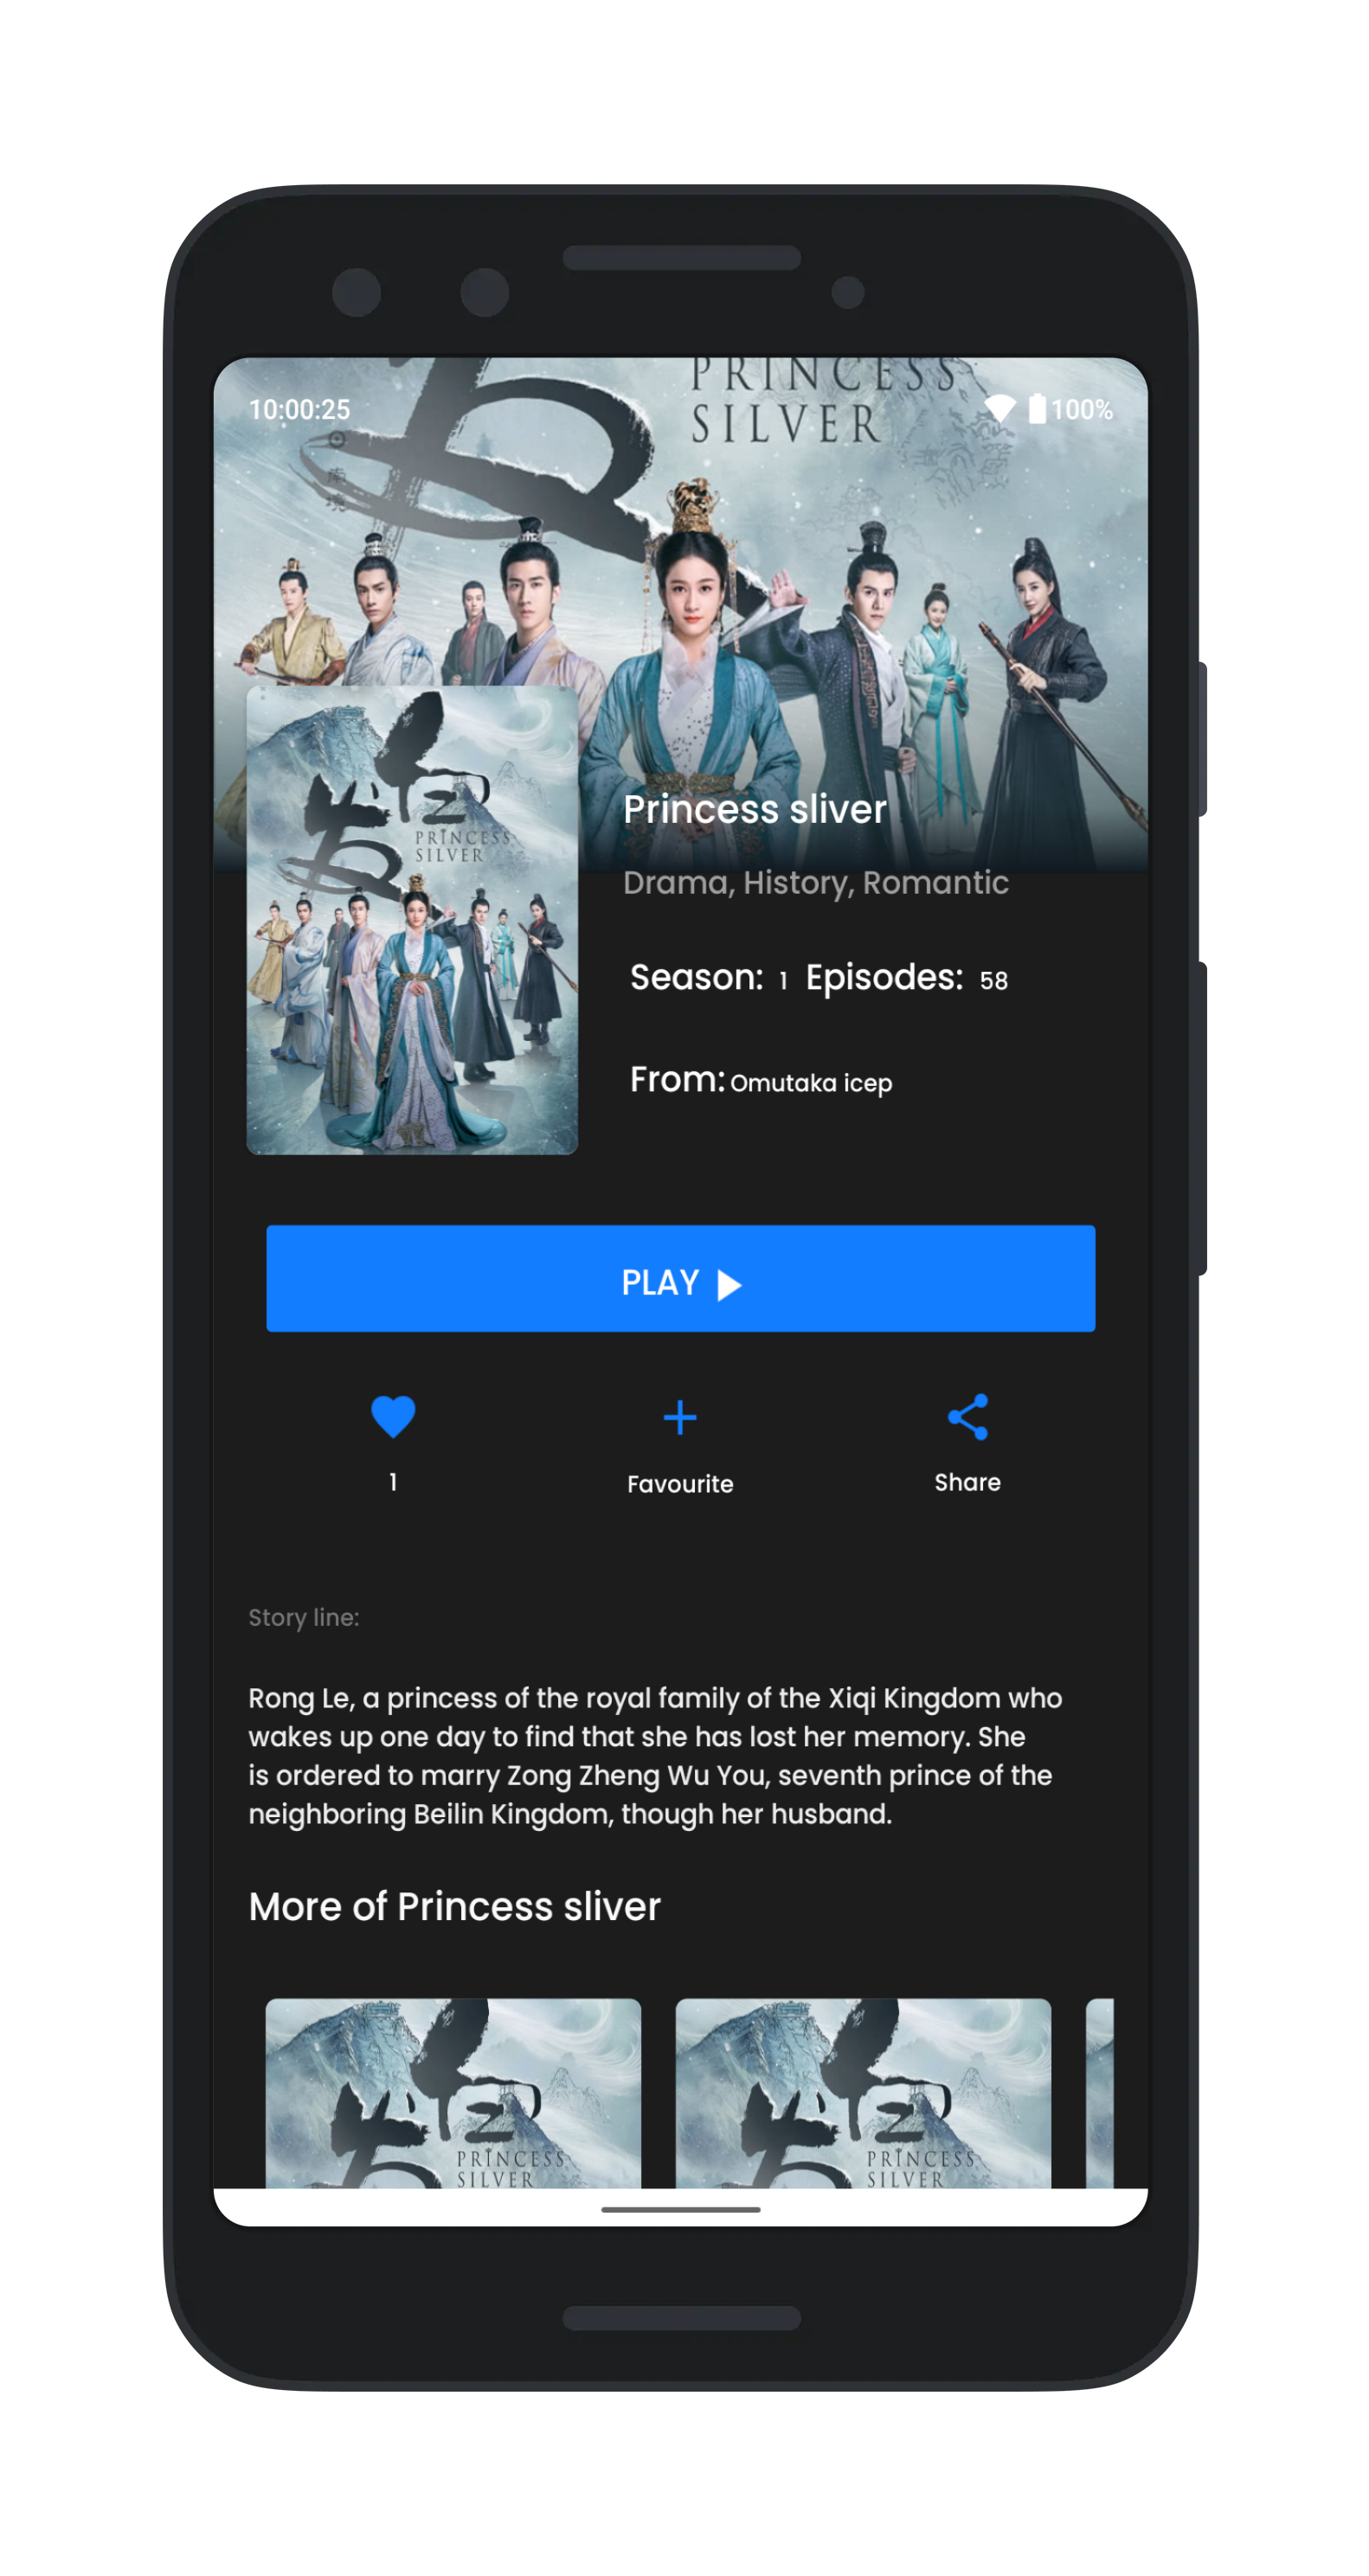 PRINCESS
SILVER
10:00:25
100%
南
境
PRINCESS
SILVER
Princess sliver
Drama, History, Romantic
Season: 1 Episodes: 58
From: Omutaka icep
PLAY
1
Favourite
Share
Story line:
Rong Le, a princess of the royal family of the Xiqi Kingdom who
wakes up one day to find that she has lost her memory. She
is ordered to marry Zong Zheng Wu You, seventh prince of the
neighboring Beilin Kingdom, though her husband.
More of Princess sliver
PRINCESS
SILVER
PRINCESS
SILVER